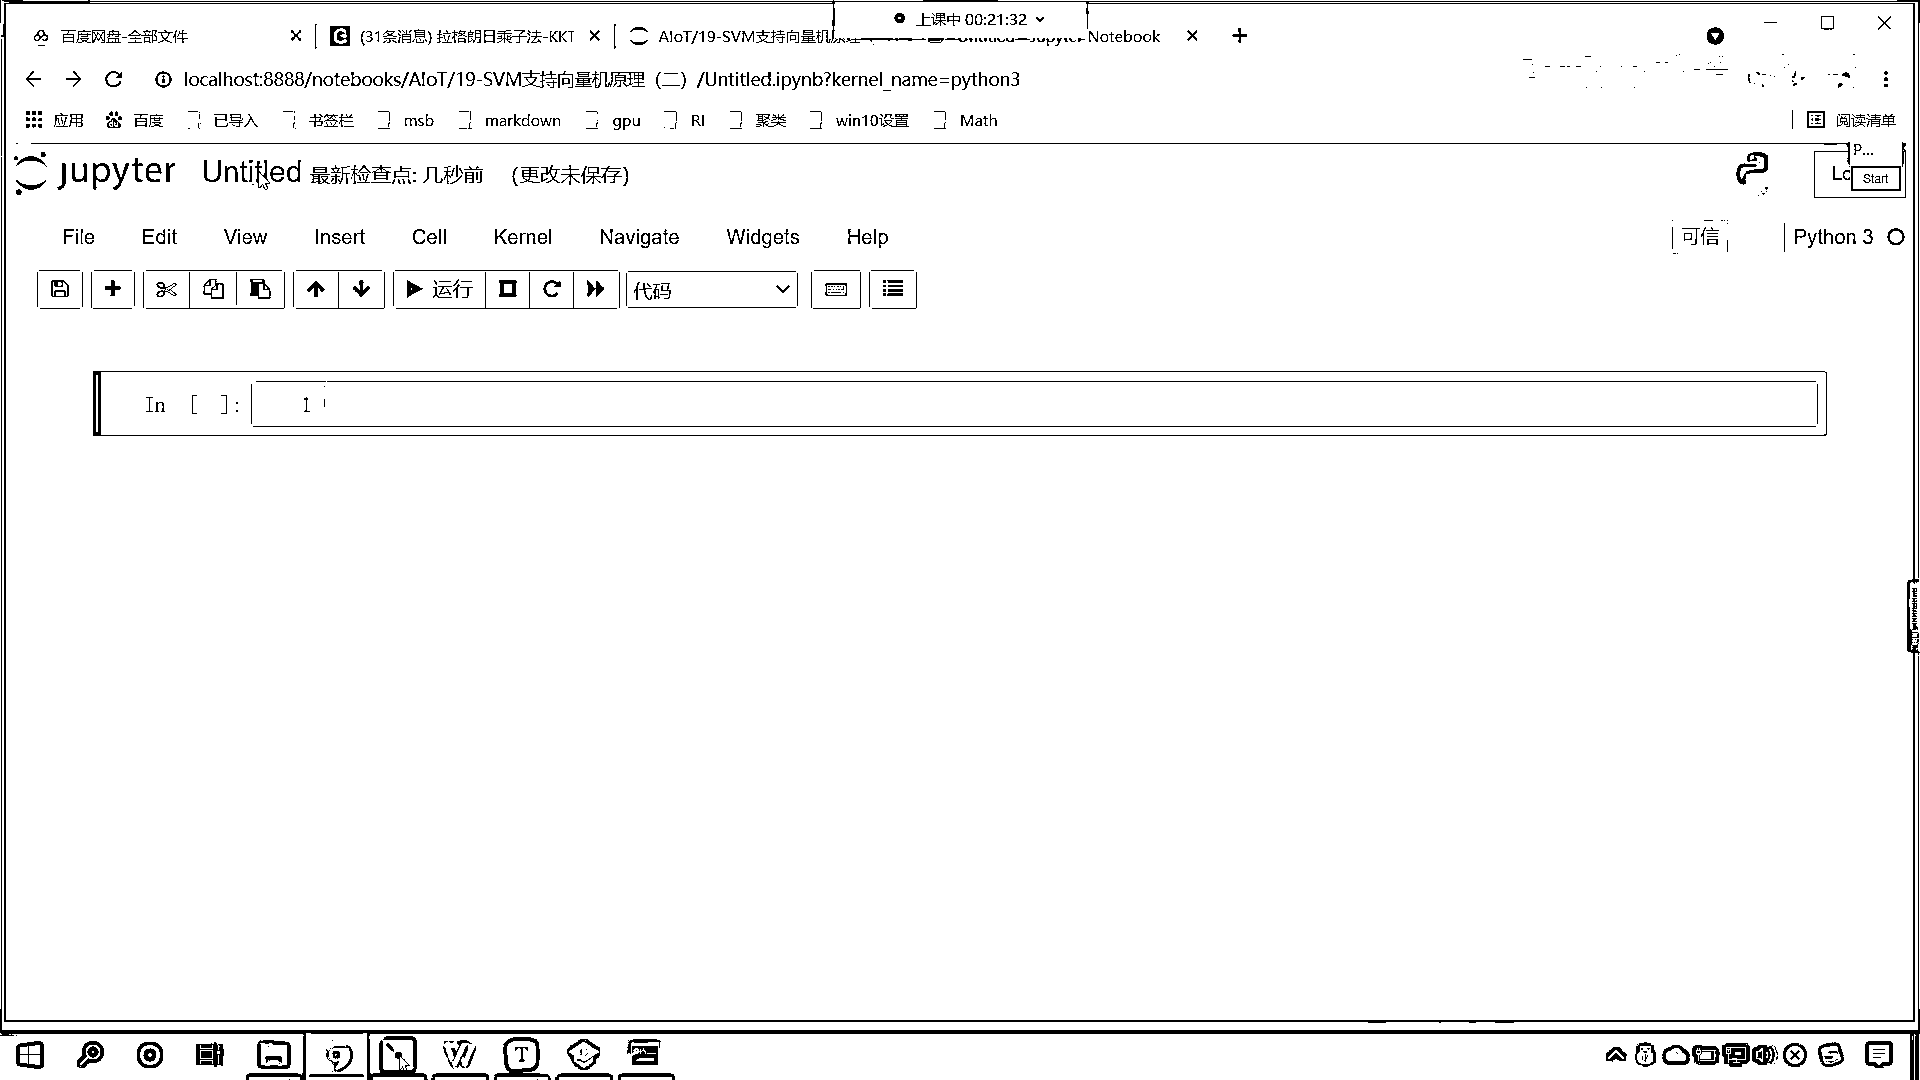 上课中 00:21:32
百度网盘-全部文件
(31条消息) 拉格朗日乘子法-KKT
AIoT/19-SVM支持向量机原理
Notebook
localhost:8888/notebooks/AIoT/19-SVM支持向量机原理（二）/Untitled.ipynb?kernel_name=python3
应用 百度 已导入 书签栏 msb markdown gpu RI 聚类 win10设置 Math 阅读清单
jupyter Untitled 最新检查点: 几秒前 (更改未保存)
P...
Start
File Edit View Insert Cell Kernel Navigate Widgets Help 可信 Python 3
运行 代码
In [ ]: 1